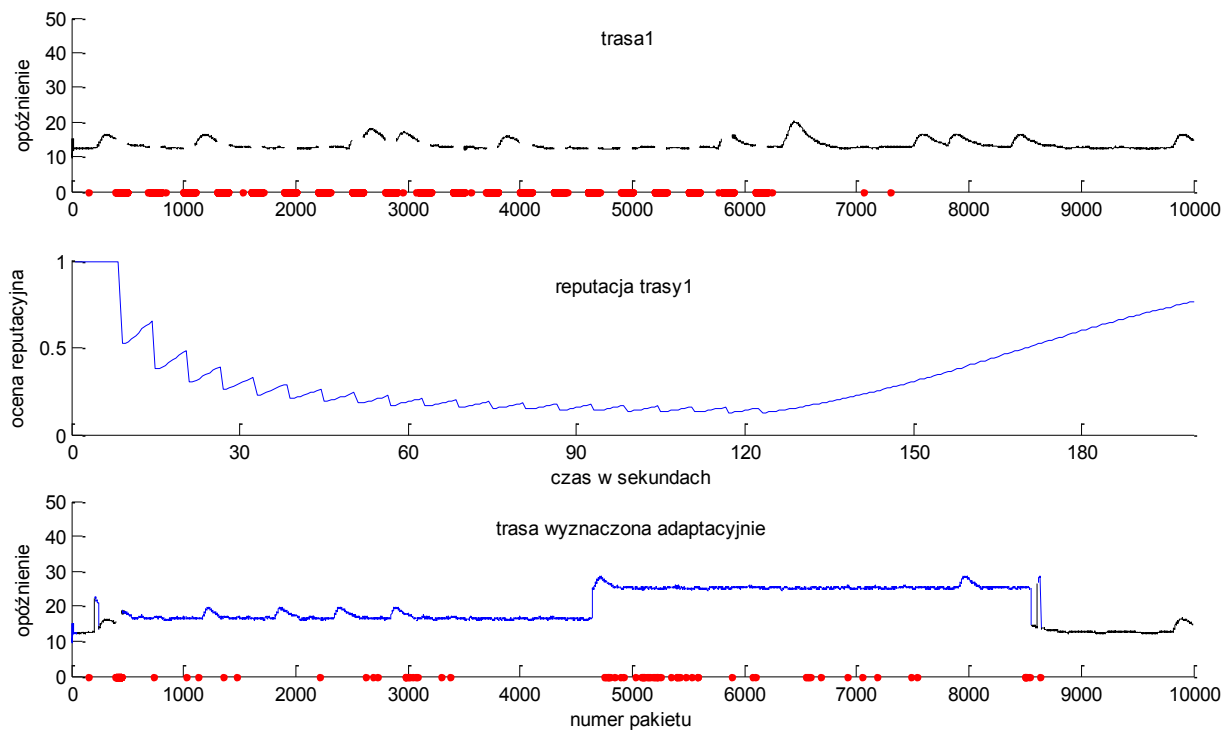 trasa1
opóźnienie
50
40
30
20
10
0
0 1000 2000 3000 4000 5000 6000 7000 8000 9000 10000
reputacja trasy1
ocena reputacyjna
1
0.5
0
0 30 60 90 120 150 180
czas w sekundach
trasa wyznaczona adaptacyjnie
opóźnienie
50
40
30
20
10
0
0 1000 2000 3000 4000 5000 6000 7000 8000 9000 10000
numer pakietu